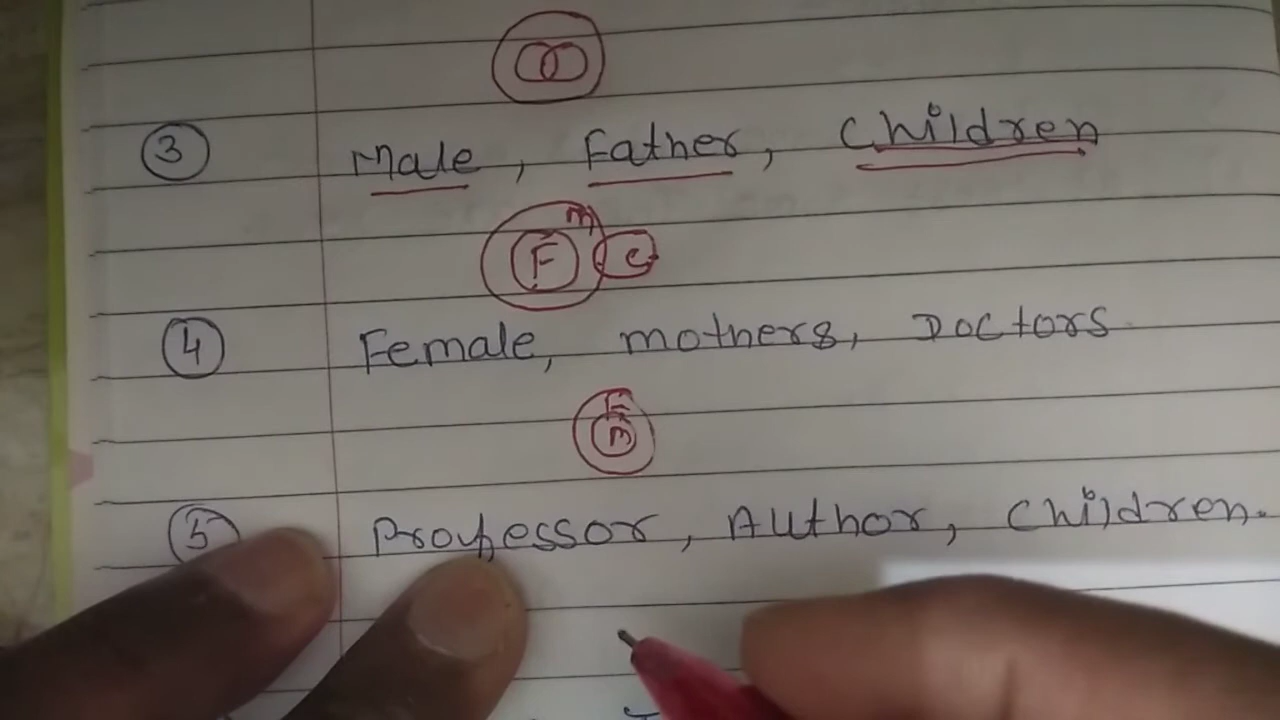 3 Male, Father, Children
m
F C
4 Female, mothers, Doctors
F
m
5 Professor, Author, Children.